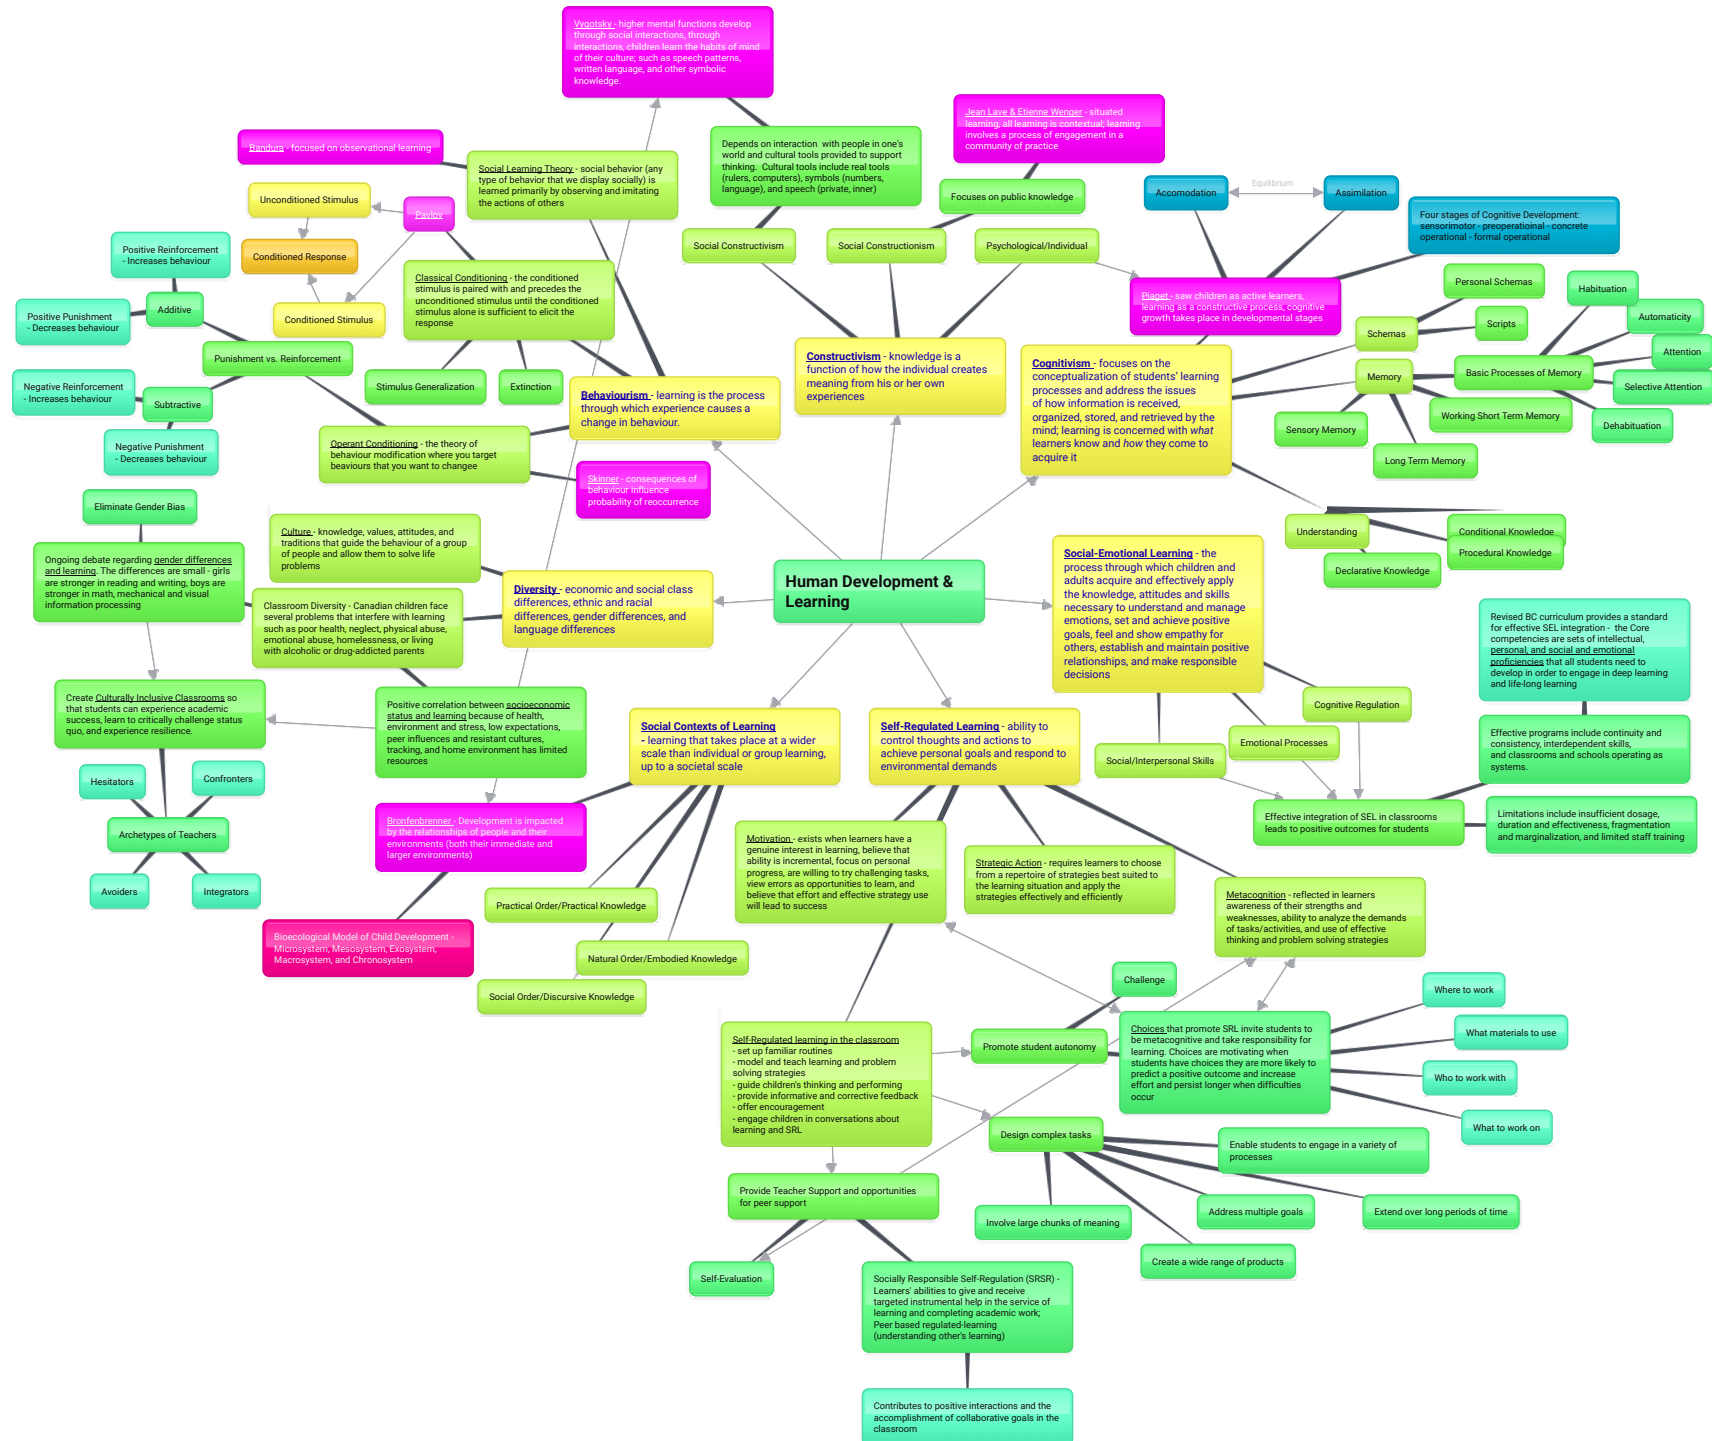 Vygotsky - higher mental functions develop
through social interactions, through
interactions, children learn the habits of mind
of their culture; such as speech patterns,
written language, and other symbolic
knowledge.
Jean Lave & Etienne Wenger - situated
learning, all learning is contextual; learning
involves a process of engagement in a
community of practice
Bandura - focused on observational learning
Social Learning Theory - social behavior (any
type of behavior that we display socially) is
learned primarily by observing and imitating
the actions of others
Depends on interaction with people in one's
world and cultural tools provided to support
thinking. Cultural tools include real tools
(rulers, computers), symbols (numbers,
language), and speech (private, inner)
Focuses on public knowledge
Accomodation
Equilibrium
Assimilation
Four stages of Cognitive Development:
sensorimotor - preoperatioinal - concrete
operational - formal operational
Unconditioned Stimulus
Pavlov
Conditioned Response
Conditioned Stimulus
Social Constructivism
Social Constructionism
Psychological/Individual
Positive Reinforcement
- Increases behaviour
Additive
Positive Punishment
- Decreases behaviour
Punishment vs. Reinforcement
Negative Reinforcement
- Increases behaviour
Subtractive
Negative Punishment
- Decreases behaviour
Classical Conditioning - the conditioned
stimulus is paired with and precedes the
unconditioned stimulus until the conditioned
stimulus alone is sufficient to elicit the
response
Stimulus Generalization
Extinction
Piaget - saw children as active learners,
learning as a constructive process; cognitive
growth takes place in developmental stages
Personal Schemas
Schemas
Scripts
Habituation
Automaticity
Attention
Memory
Basic Processes of Memory
Selective Attention
Working Short Term Memory
Dehabituation
Sensory Memory
Long Term Memory
Behaviourism - learning is the process
through which experience causes a
change in behaviour.
Constructivism - knowledge is a
function of how the individual creates
meaning from his or her own
experiences
Cognitivism - focuses on the
conceptualization of students' learning
processes and address the issues
of how information is received,
organized, stored, and retrieved by the
mind; learning is concerned with what
learners know and how they come to
acquire it
Operant Conditioning - the theory of
behaviour modification where you target
beaviours that you want to changee
Skinner - consequences of
behaviour influence
probability of reoccurrence
Understanding
Conditional Knowledge
Procedural Knowledge
Declarative Knowledge
Eliminate Gender Bias
Ongoing debate regarding gender differences
and learning. The differences are small - girls
are stronger in reading and writing, boys are
stronger in math, mechanical and visual
information processing
Culture - knowledge, values, attitudes, and
traditions that guide the behaviour of a group
of people and allow them to solve life
problems
Classroom Diversity - Canadian children face
several problems that interfere with learning
such as poor health, neglect, physical abuse,
emotional abuse, homelessness, or living
with alcoholic or drug-addicted parents
Diversity - economic and social class
differences, ethnic and racial
differences, gender differences, and
language differences
Human Development &
Learning
Social-Emotional Learning - the
process through which children and
adults acquire and effectively apply
the knowledge, attitudes and skills
necessary to understand and manage
emotions, set and achieve positive
goals, feel and show empathy for
others, establish and maintain positive
relationships, and make responsible
decisions
Revised BC curriculum provides a standard
for effective SEL integration - the Core
competencies are sets of intellectual,
personal, and social and emotional
proficiencies that all students need to
develop in order to engage in deep learning
and life-long learning
Create Culturally Inclusive Classrooms so
that students can experience academic
success, learn to critically challenge status
quo, and experience resilience.
Positive correlation between socioeconomic
status and learning because of health,
environment and stress, low expectations,
peer influences and resistant cultures,
tracking, and home environment has limited
resources
Social Contexts of Learning
- learning that takes place at a wider
scale than individual or group learning,
up to a societal scale
Self-Regulated Learning - ability to
control thoughts and actions to
achieve personal goals and respond to
environmental demands
Cognitive Regulation
Emotional Processes
Social/Interpersonal Skills
Effective programs include continuity and
consistency, interdependent skills,
and classrooms and schools operating as
systems.
Effective integration of SEL in classrooms
leads to positive outcomes for students
Limitations include insufficient dosage,
duration and effectiveness, fragmentation
and marginalization, and limited staff training
Hesitators
Confronters
Archetypes of Teachers
Avoiders
Integrators
Bronfenbrenner - Development is impacted
by the relationships of people and their
environments (both their immediate and
larger environments)
Bioecological Model of Child Development -
Microsystem, Mesosystem, Exosystem,
Macrosystem, and Chronosystem
Practical Order/Practical Knowledge
Natural Order/Embodied Knowledge
Social Order/Discursive Knowledge
Motivation - exists when learners have a
genuine interest in learning, believe that
ability is incremental, focus on personal
progress, are willing to try challenging tasks,
view errors as opportunities to learn, and
believe that effort and effective strategy use
will lead to success
Strategic Action - requires learners to choose
from a repertoire of strategies best suited to
the learning situation and apply the
strategies effectively and efficiently
Metacognition - reflected in learners
awareness of their strengths and
weaknesses, ability to analyze the demands
of tasks/activities, and use of effective
thinking and problem solving strategies
Challenge
Promote student autonomy
Choices that promote SRL invite students to
be metacognitive and take responsibility for
learning. Choices are motivating when
students have choices they are more likely to
predict a positive outcome and increase
effort and persist longer when difficulties
occur
Where to work
What materials to use
Who to work with
What to work on
Self-Regulated learning in the classroom
- set up familiar routines
- model and teach learning and problem
solving strategies
- guide children's thinking and performing
- provide informative and corrective feedback
- offer encouragement
- engage children in conversations about
learning and SRL
Design complex tasks
Enable students to engage in a variety of
processes
Involve large chunks of meaning
Address multiple goals
Extend over long periods of time
Create a wide range of products
Provide Teacher Support and opportunities
for peer support
Self-Evaluation
Socially Responsible Self-Regulation (SRSR) -
Learners' abilities to give and receive
targeted instrumental help in the service of
learning and completing academic work;
Peer based regulated-learning
(understanding other's learning)
Contributes to positive interactions and the
accomplishment of collaborative goals in the
classroom